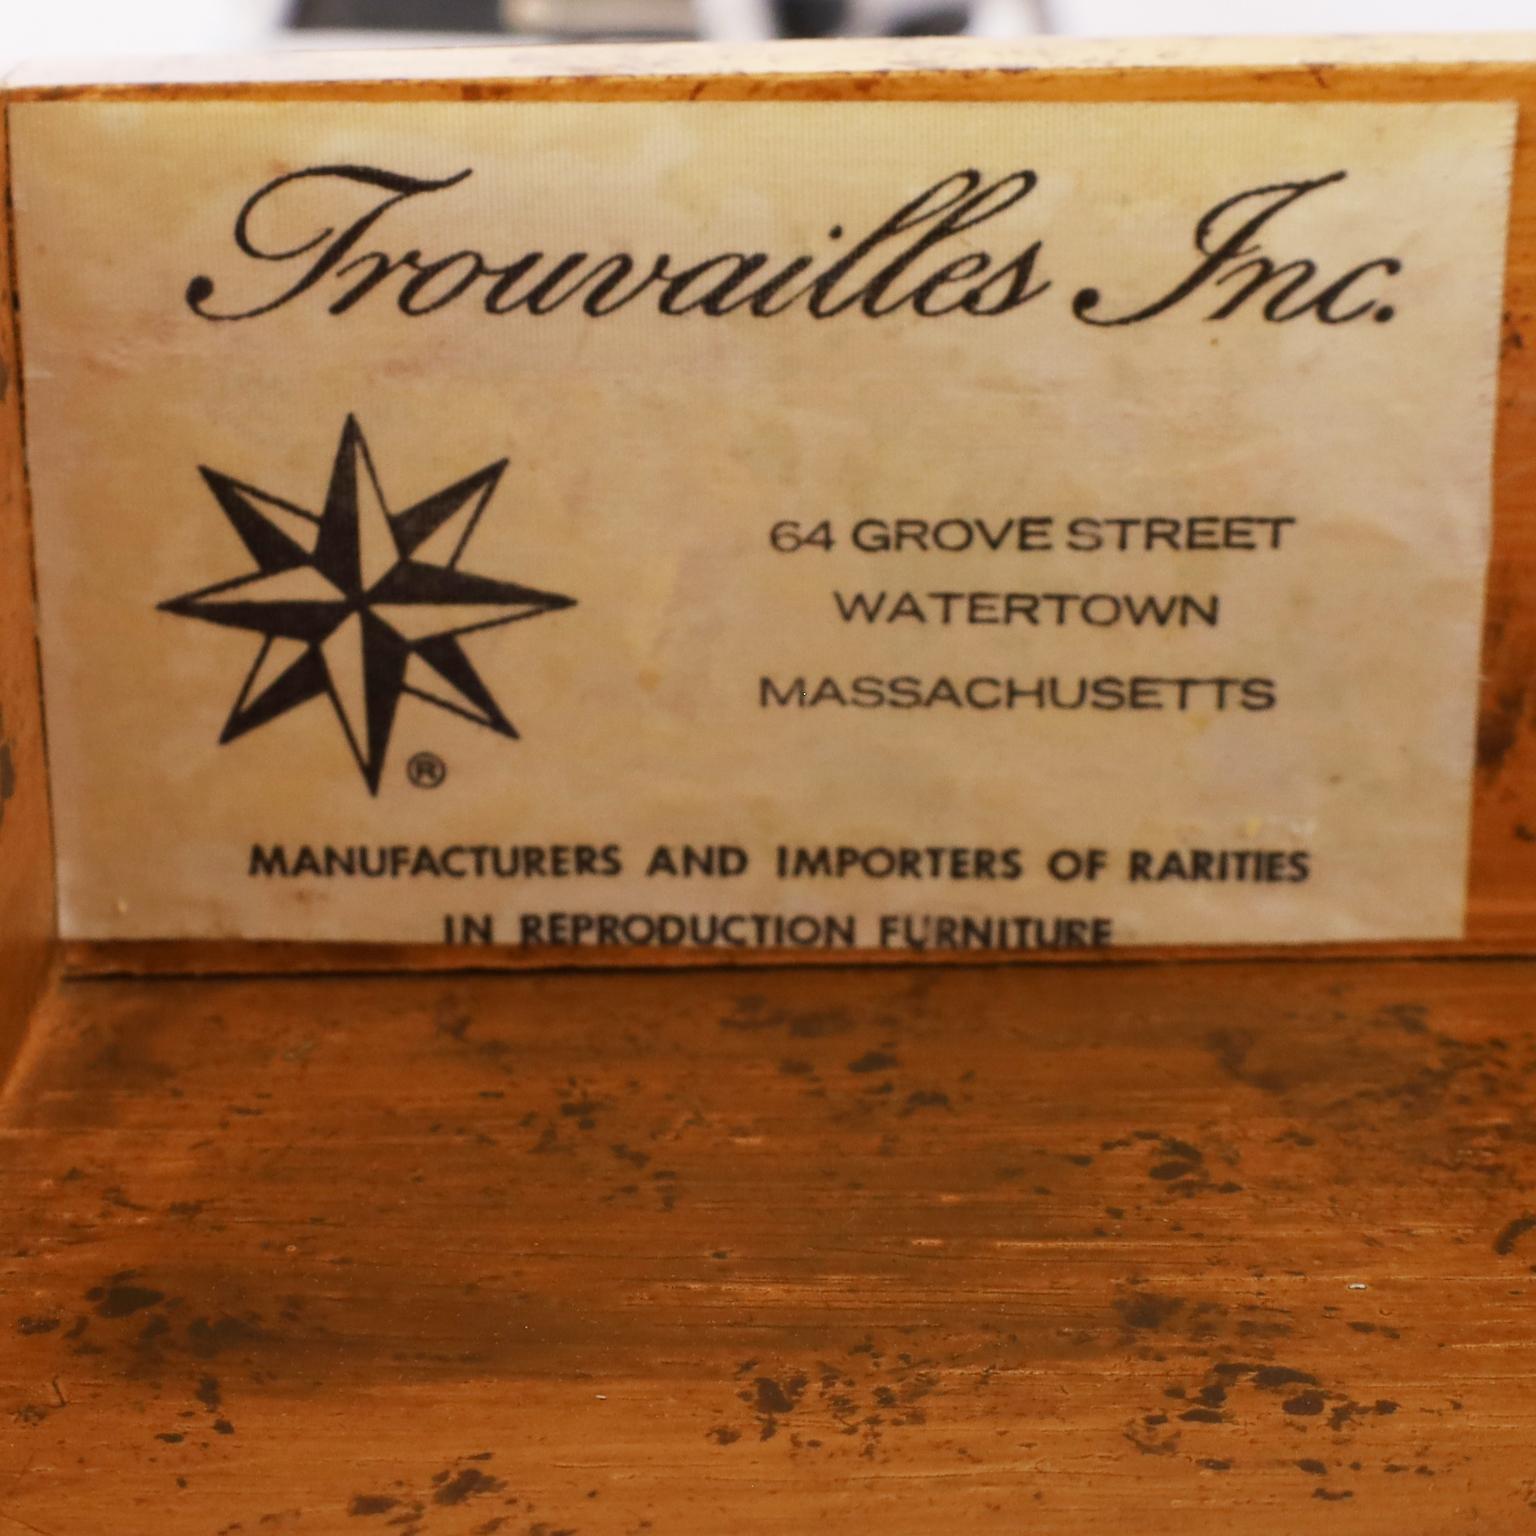 Trouvailles Inc.
64 GROVE STREET
WATERTOWN
MASSACHUSETTS
®
MANUFACTURERS AND IMPORTERS OF RARITIES
IN REPRODUCTION FURNITURE